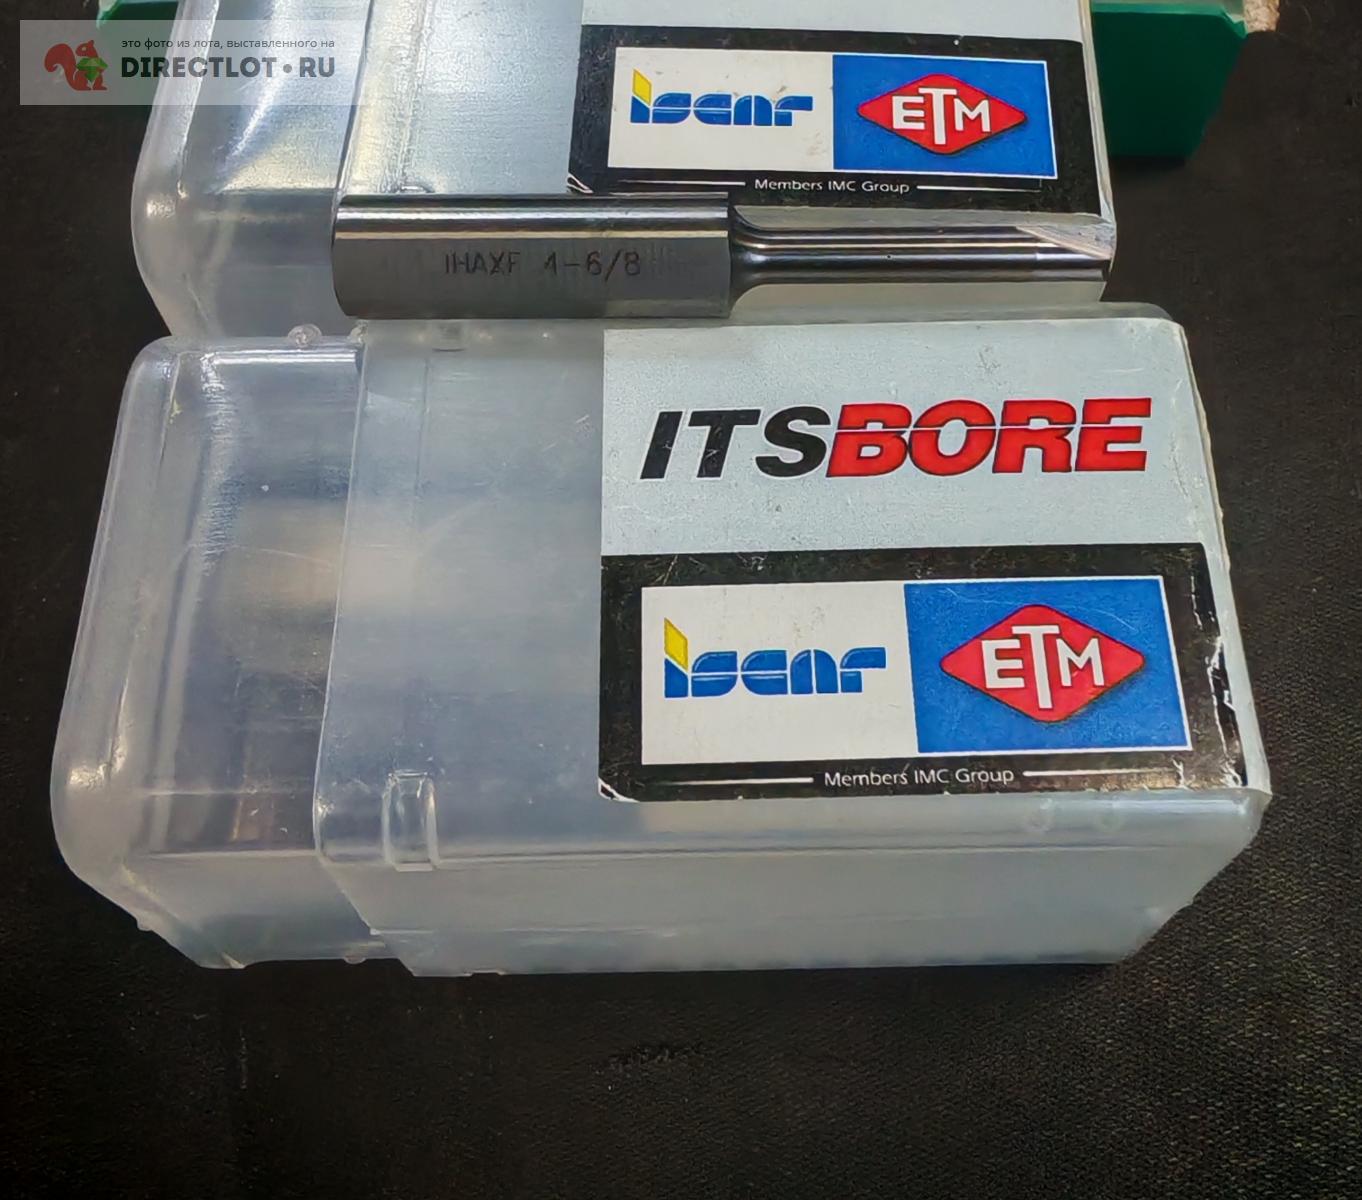 это фото из лота, выставленного на
DIRECTLOT.RU
iscar ETM
Members IMC Group
IHAXF 4-6/8
ITSBORE
iscar ETM
Members IMC Group